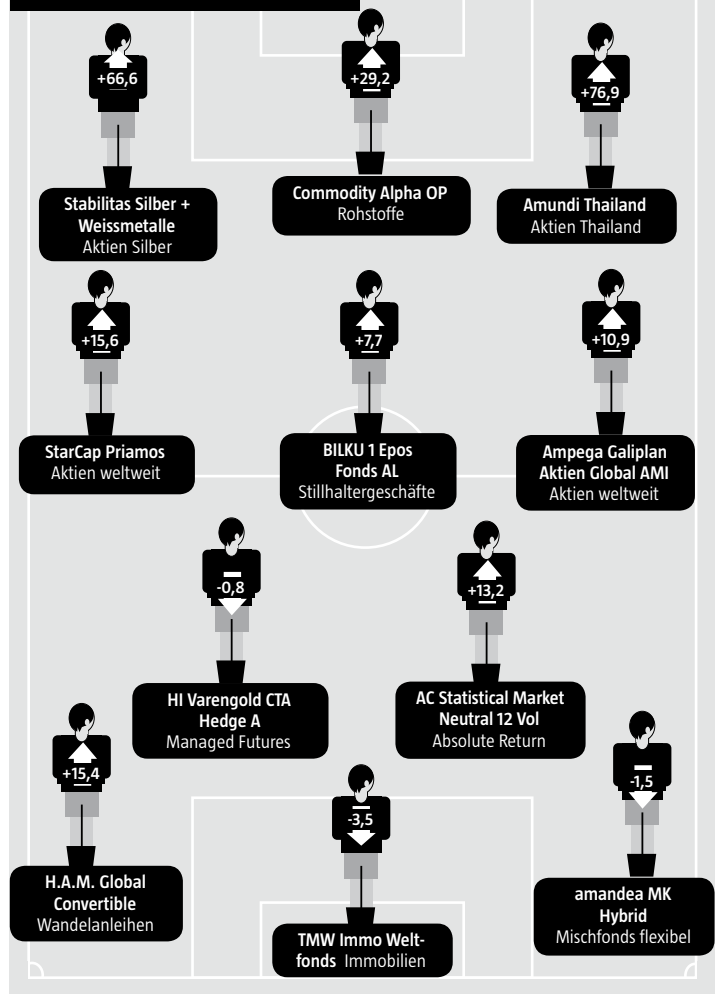 +66,6
Stabilitas Silber +
Weissmetalle
Aktien Silber
+29,2
Commodity Alpha OP
Rohstoffe
+76,9
Amundi Thailand
Aktien Thailand
+15,6
StarCap Priamos
Aktien weltweit
+7,7
BILKU 1 Epos
Fonds AL
Stillhaltergeschäfte
+10,9
Ampega Galiplan
Aktien Global AMI
Aktien weltweit
-0,8
HI Varengold CTA
Hedge A
Managed Futures
+13,2
AC Statistical Market
Neutral 12 Vol
Absolute Return
+15,4
H.A.M. Global
Convertible
Wandelanleihen
-3,5
TMW Immo Welt-
fonds Immobilien
-1,5
amandea MK
Hybrid
Mischfonds flexibel